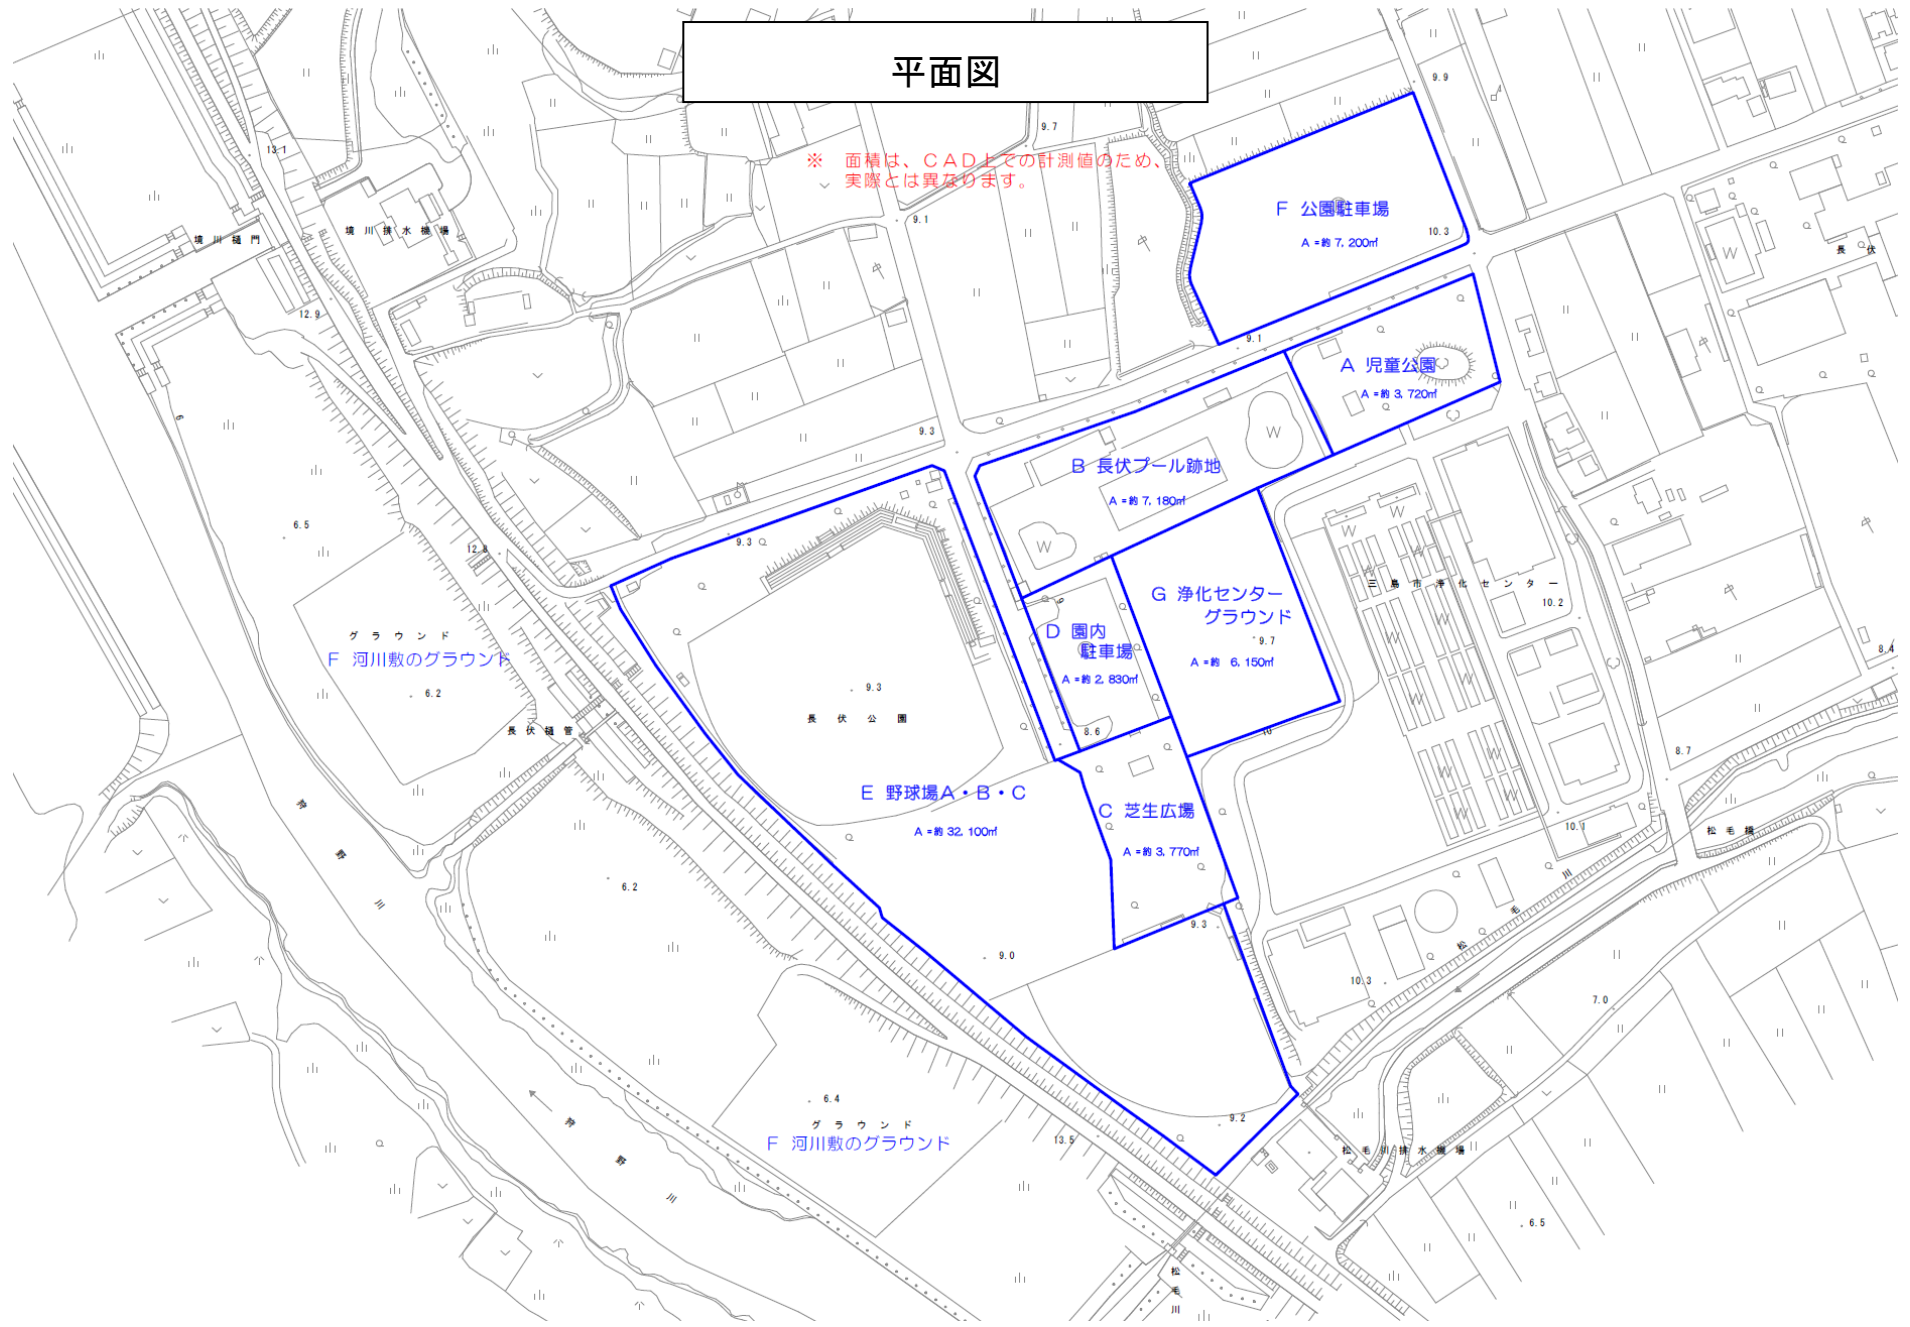 平面図
※ 面積は、CAD上での計測値のため、
実際とは異なります。
9.9
9.7
9.1
13.1
境川樋門
境川排水機場
F 公園駐車場
A =約 7,200㎡
10.3
長伏
W
12.9
9.1
A 児童公園
A =約 3,720㎡
9.3
W
B 長伏プール跡地
A =約 7,180㎡
W
6
6.5
12.8
9.3
W
W
三島市浄化センター
10.2
G 浄化センター
グラウンド
9.7
A =約 6,150㎡
9
D 園内
駐車場
A =約 2,830㎡
8.6
10
グラウンド
F 河川敷のグラウンド
6.2
長伏樋管
9.3
長伏公園
8.4
8.7
E 野球場A・B・C
A =約 32,100㎡
C 芝生広場
A =約 3,770㎡
10.1
松毛橋
狩野川
6.2
9.3
9.0
松毛川
10.3
7.0
6.4
グラウンド
F 河川敷のグラウンド
13.5
9.2
松毛川排水機場
狩野川
6.5
松毛川